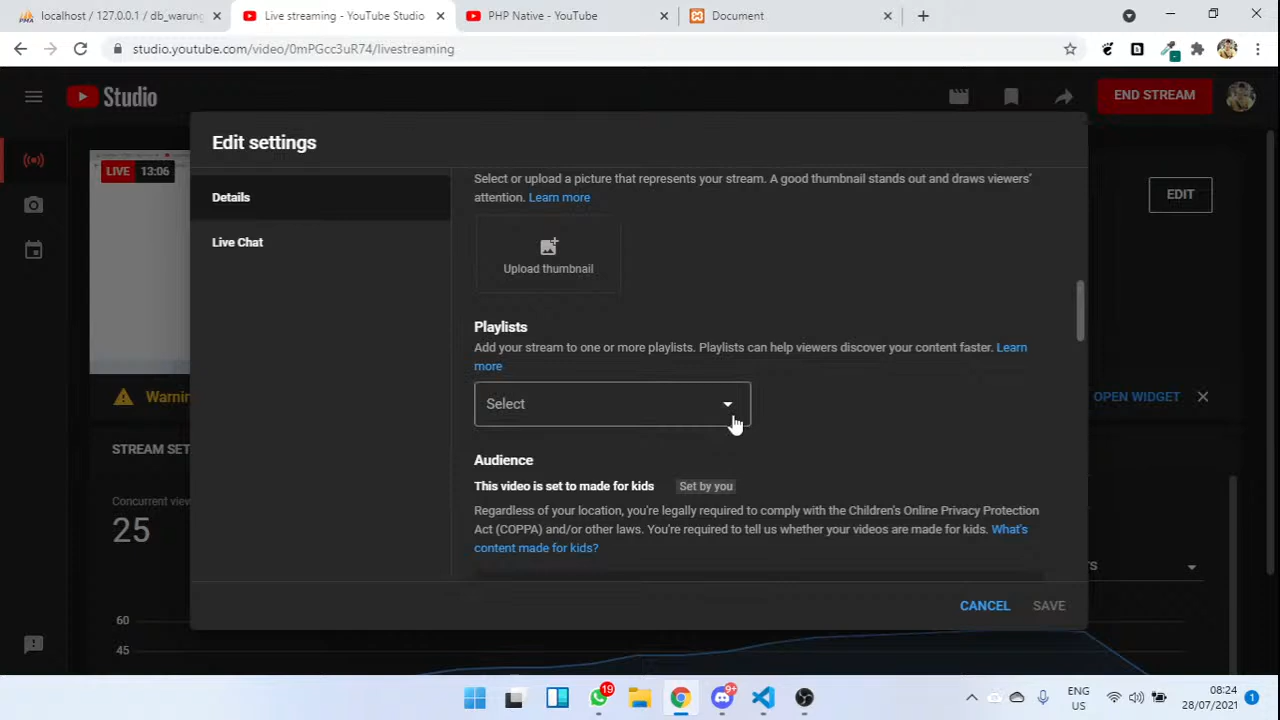 localhost / 127.0.0.1 / db_warung
Live streaming - YouTube Studio
PHP Native - YouTube
Document
studio.youtube.com/video/0mPGcc3uR74/livestreaming
Studio
END STREAM
Edit settings
LIVE 13:06
Details
Live Chat
Select or upload a picture that represents your stream. A good thumbnail stands out and draws viewers'
attention. Learn more
EDIT
Upload thumbnail
Playlists
Add your stream to one or more playlists. Playlists can help viewers discover your content faster. Learn
more
Select
OPEN WIDGET
Audience
STREAM SET
This video is set to made for kids Set by you
Concurrent view
25
Regardless of your location, you're legally required to comply with the Children's Online Privacy Protection
Act (COPPA) and/or other laws. You're required to tell us whether your videos are made for kids. What's
content made for kids?
CANCEL SAVE
60
45
19
9+
ENG
US
08:24
28/07/2021
1